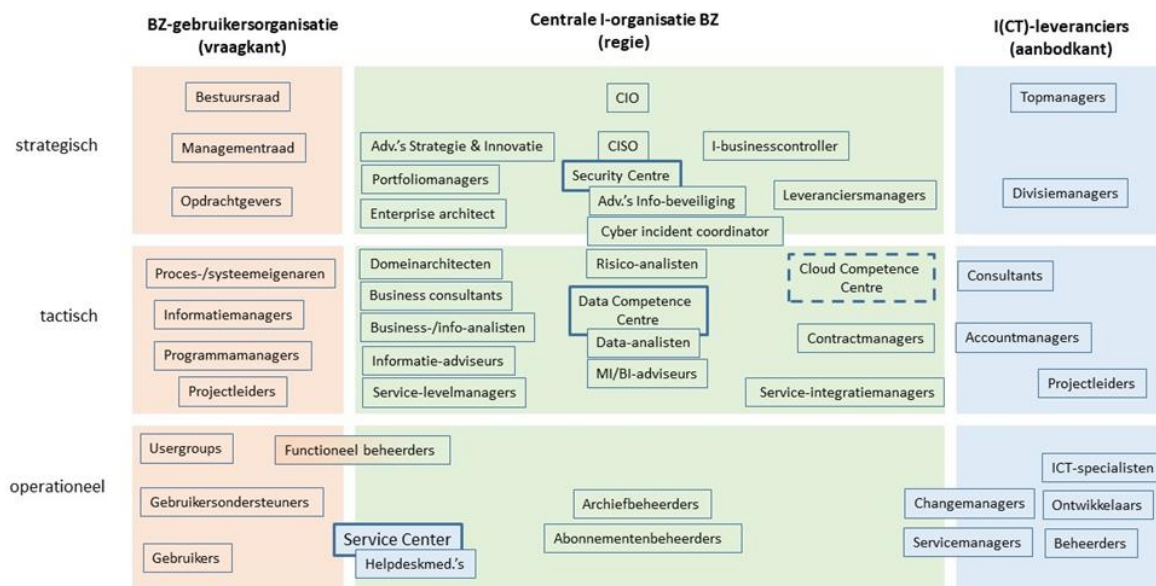 BZ-gebruikersorganisatie
(vraagkant)
Centrale I-organisatie BZ
(regie)
I(CT)-leveranciers
(aanbodkant)
strategisch
Bestuursraad
Managementraad
Opdrachtgevers
CIO
Adv.'s Strategie & Innovatie
CISO
I-businesscontroller
Portfoliomanagers
Security Centre
Leveranciersmanagers
Enterprise architect
Adv.'s Info-beveiliging
Cyber incident coordinator
Topmanagers
Divisiemanagers
tactisch
Proces-/systeemeigenaren
Informatiemanagers
Programmamanagers
Projectleiders
Domeinarchitecten
Business consultants
Business-/info-analisten
Informatie-adviseurs
Service-levelmanagers
Risico-analisten
Data Competence
Centre
Data-analisten
MI/BI-adviseurs
Cloud Competence
Centre
Contractmanagers
Service-integratiemanagers
Consultants
Accountmanagers
Projectleiders
operationeel
Usergroups
Functioneel beheerders
Gebruikersondersteuners
Gebruikers
Service Center
Helpdeskmed.'s
Archiefbeheerders
Abonnementenbeheerders
Changemanagers
Servicemanagers
ICT-specialisten
Ontwikkelaars
Beheerders